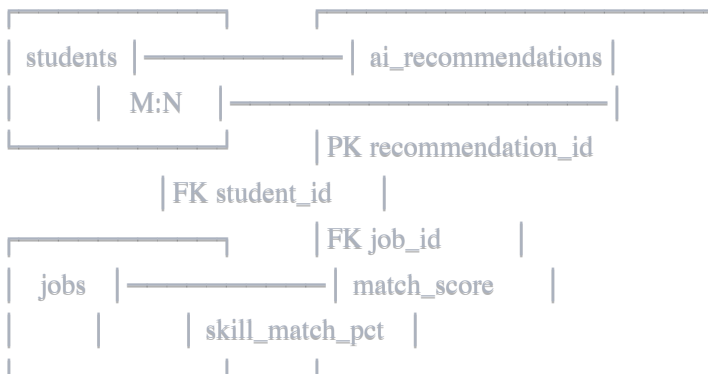 students ai_recommendations
M:N
PK recommendation_id
FK student_id
FK job_id
jobs match_score
skill_match_pct